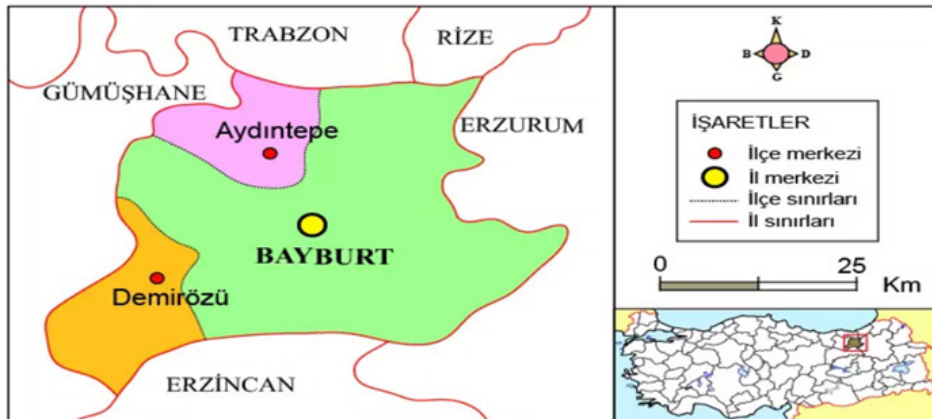 TRABZON
RİZE
GÜMÜŞHANE
Aydıntepe
ERZURUM
BAYBURT
Demirözü
ERZİNCAN
K
B D
G
İŞARETLER
İlçe merkezi
İl merkezi
İlçe sınırları
İl sınırları
0 25
Km